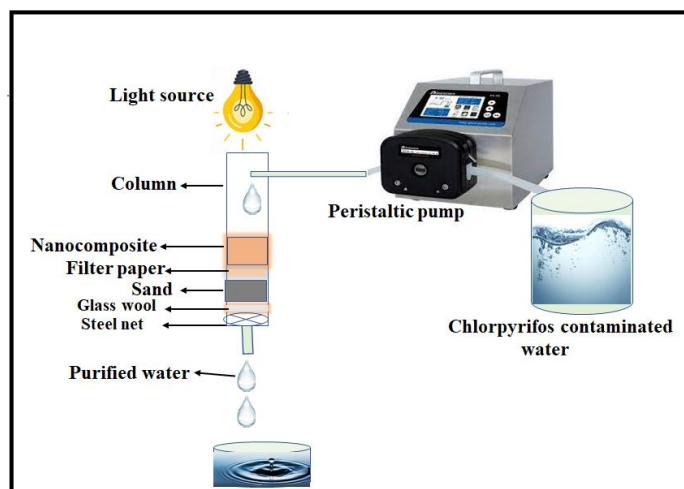 Light source
Column
Peristaltic pump
Nanocomposite
Filter paper
Sand
Glass wool
Steel net
Chlorpyrifos contaminated
water
Purified water